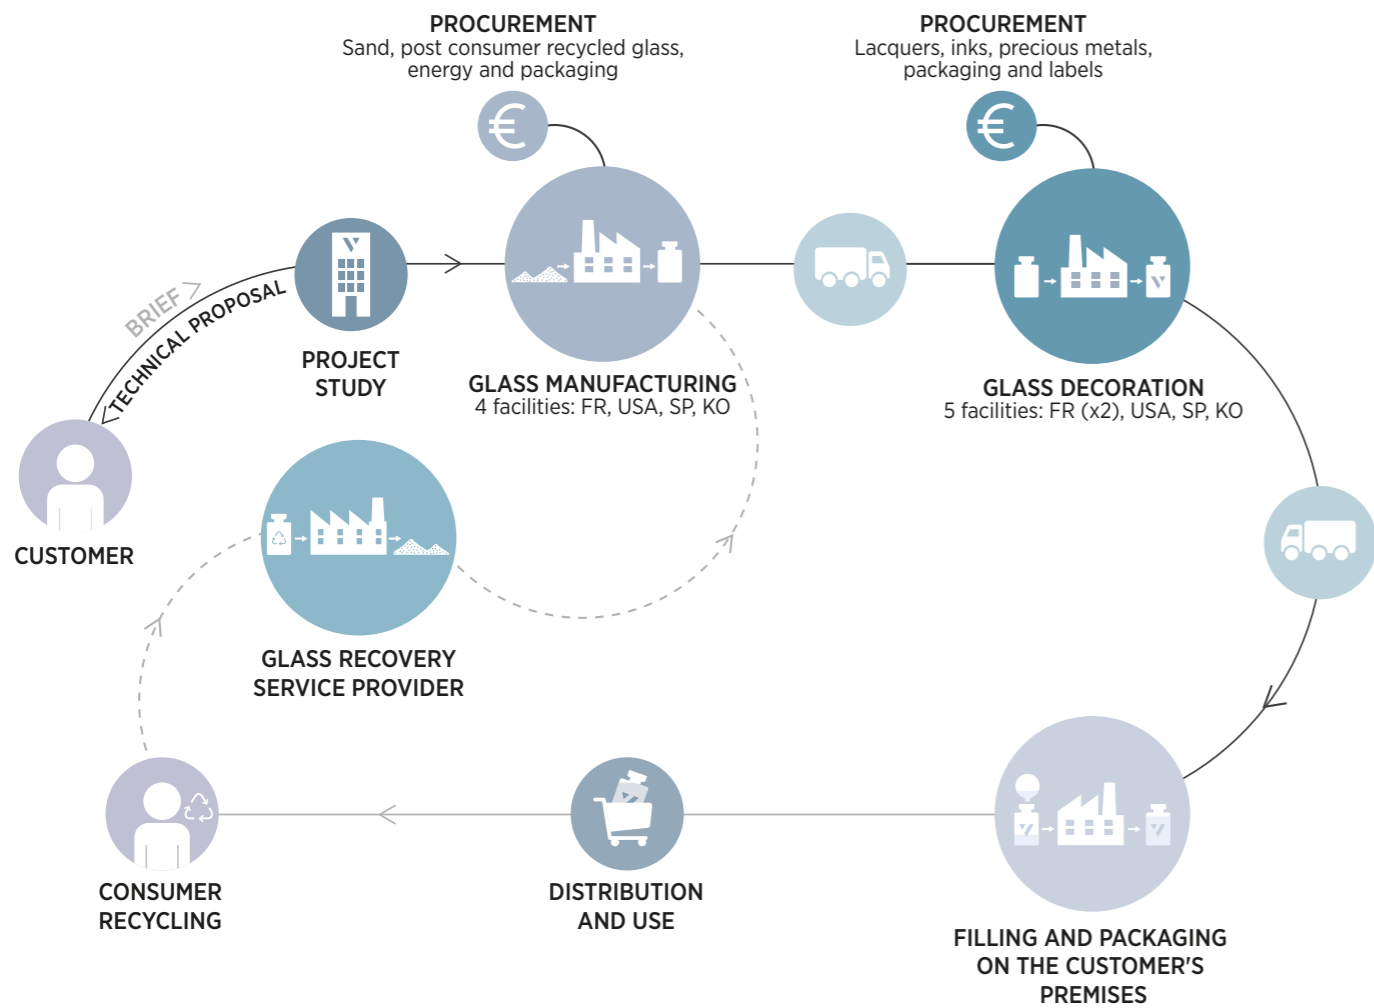 PROCUREMENT
Sand, post consumer recycled glass,
energy and packaging
PROCUREMENT
Lacquers, inks, precious metals,
packaging and labels
€
€
BRIEF
TECHNICAL PROPOSAL
PROJECT
STUDY
GLASS MANUFACTURING
4 facilities: FR, USA, SP, KO
GLASS DECORATION
5 facilities: FR (x2), USA, SP, KO
CUSTOMER
GLASS RECOVERY
SERVICE PROVIDER
CONSUMER
RECYCLING
DISTRIBUTION
AND USE
FILLING AND PACKAGING
ON THE CUSTOMER'S
PREMISES